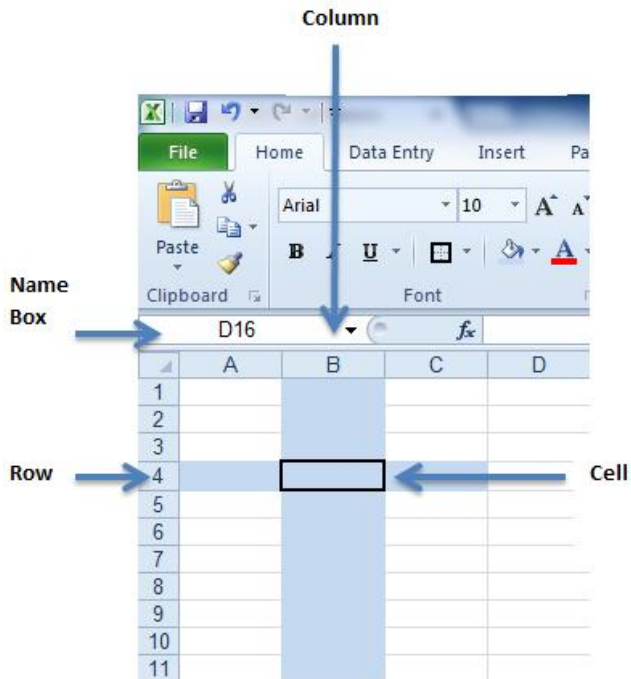 Column
File Home Data Entry Insert Pa
Arial 10 A A
Paste B U A
Clipboard Font
Name
Box
D16 fx
A B C D
1
2
3
Row 4 Cell
5
6
7
8
9
10
11